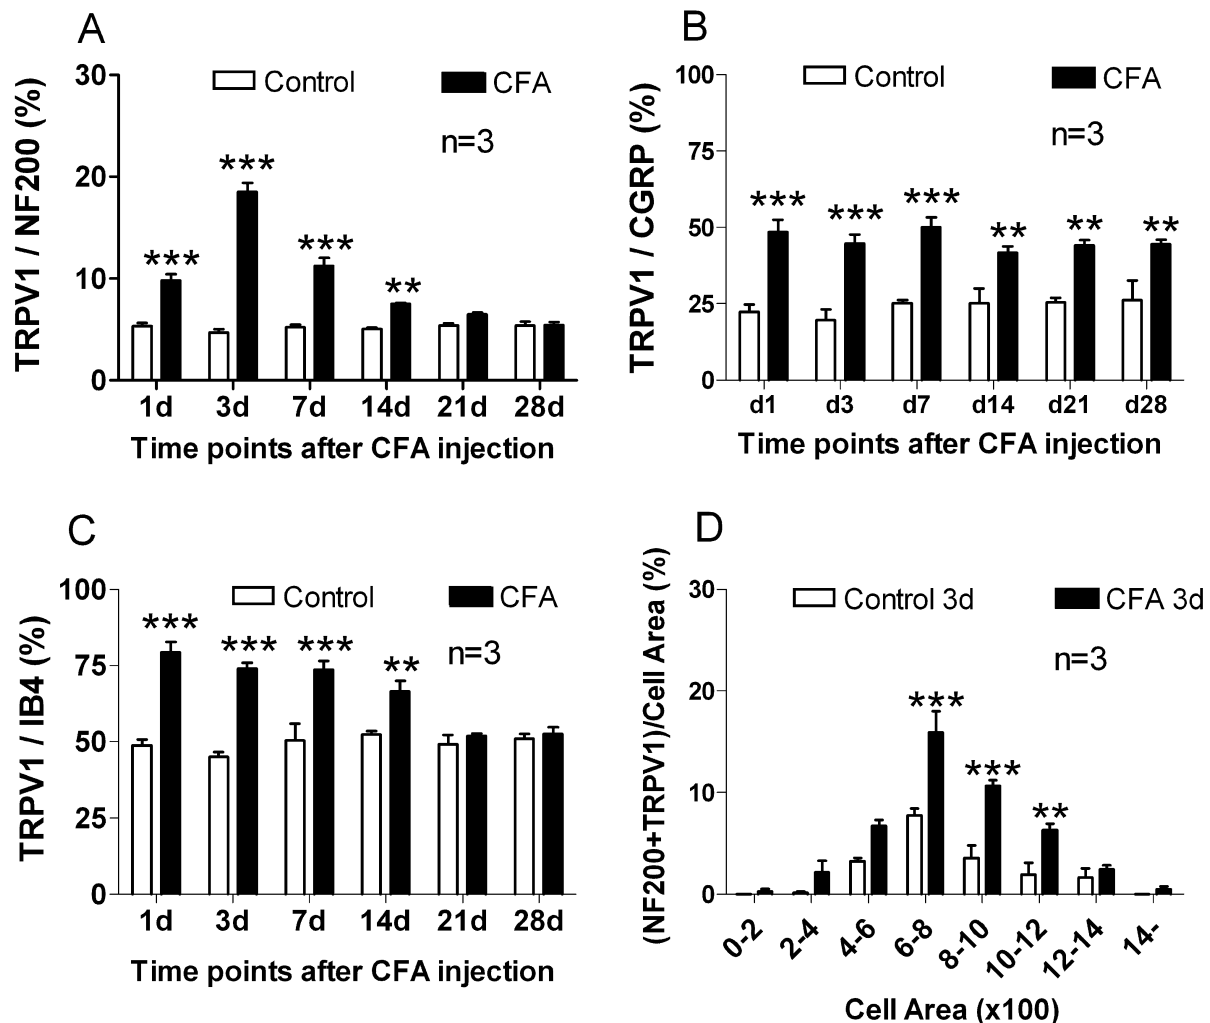 A
TRPV1 / NF200 (%)
30
20
10
0
Control
CFA
n=3
***
***
***
**
1d 3d 7d 14d 21d 28d
Time points after CFA injection
B
TRPV1 / CGRP (%)
100
75
50
25
0
Control
CFA
n=3
***
***
***
**
**
**
d1 d3 d7 d14 d21 d28
Time points after CFA injection
C
TRPV1 / IB4 (%)
100
75
50
25
0
Control
CFA
n=3
***
***
***
**
1d 3d 7d 14d 21d 28d
Time points after CFA injection
D
(NF200+TRPV1)/Cell Area (%)
30
20
10
0
Control 3d
CFA 3d
n=3
***
***
**
0-2 2-4 4-6 6-8 8-10 10-12 12-14 14-
Cell Area (x100)